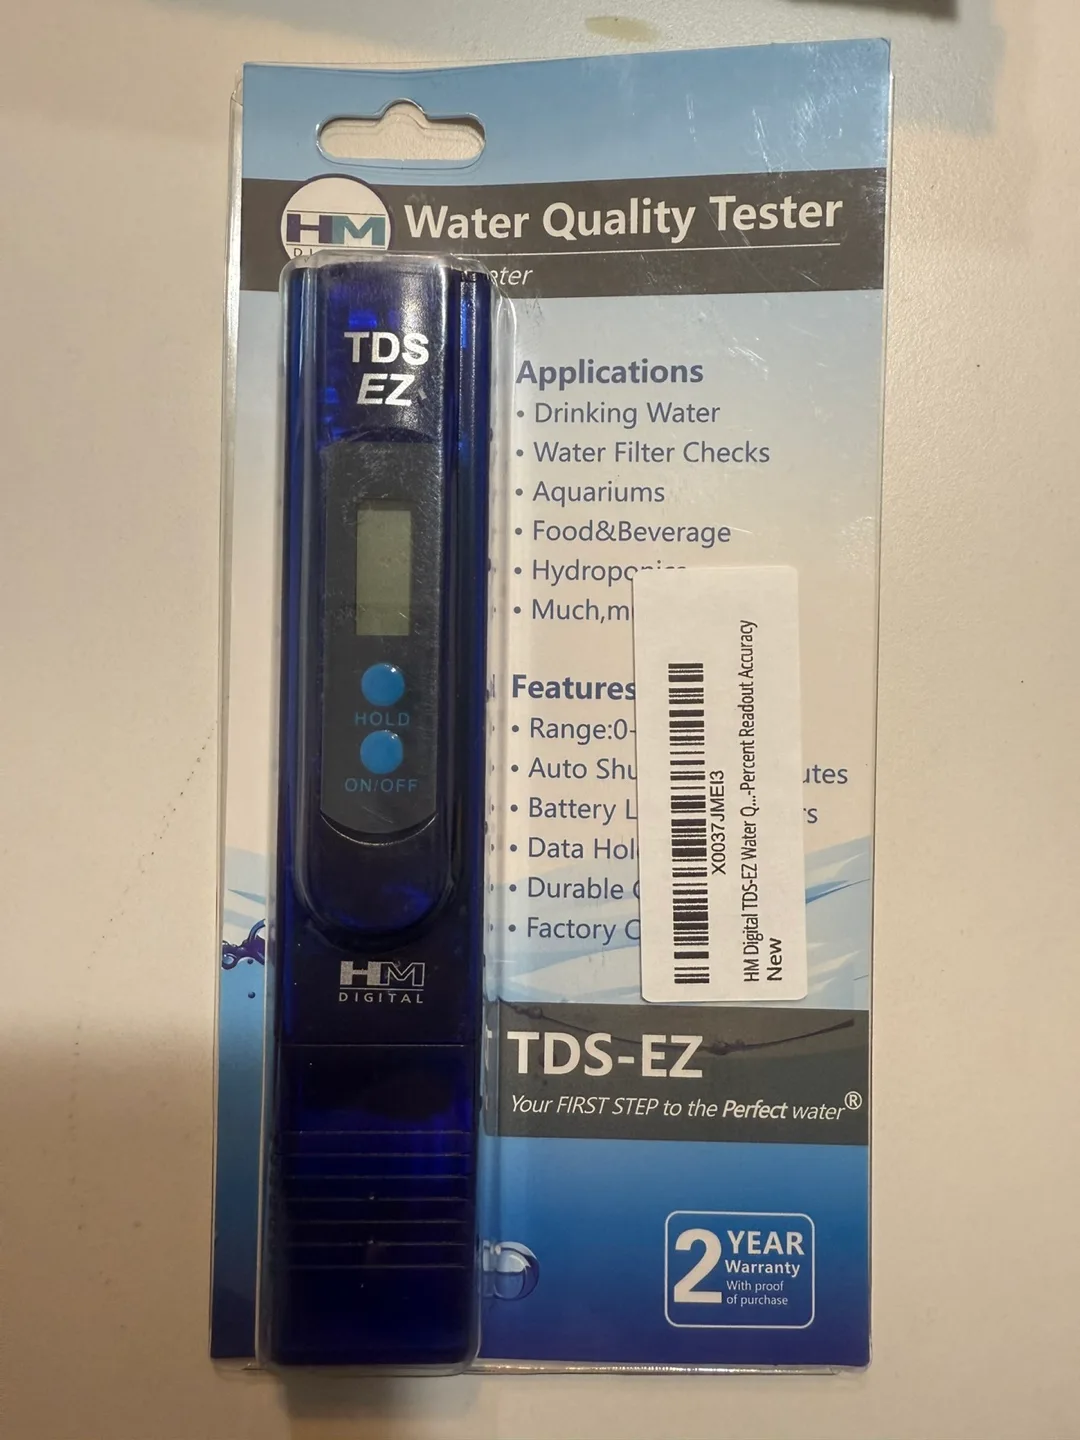 HM
Water Quality Tester
TDS
EZ
Applications
• Drinking Water
• Water Filter Checks
• Aquariums
• Food&Beverage
•
• Much,
Features
• Range:0-
• Auto
• Battery
• Data
• Durable
• Factory
HOLD
ON/OFF
HM
DIGITAL
X0037JMEI3
HM Digital TDS-EZ Water Q...-Percent Readout Accuracy
New
TDS-EZ
Your FIRST STEP to the Perfect water®
2 YEAR
Warranty
With proof
of purchase